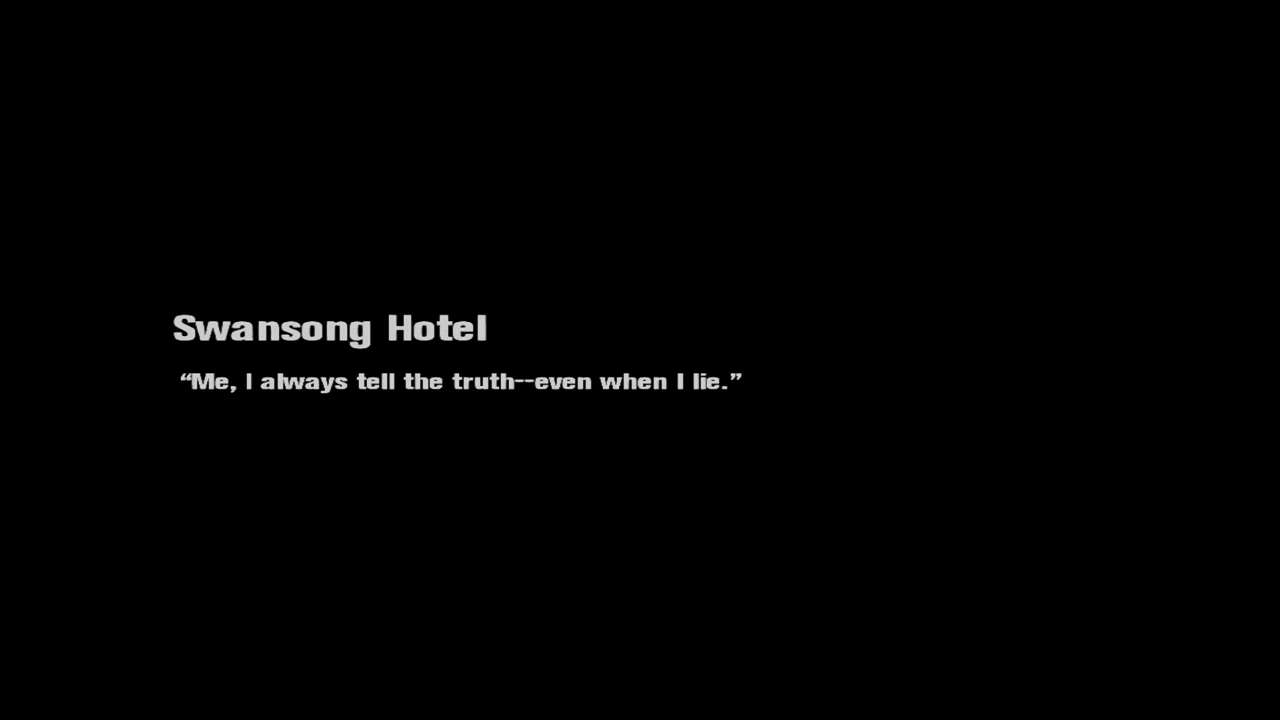 Swansong Hotel
“Me, I always tell the truth--even when I lie.”